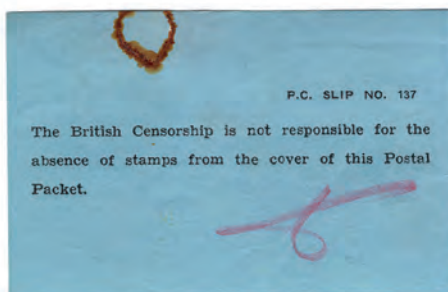 P.C. SLIP NO. 137
The British Censorship is not responsible for the
absence of stamps from the cover of this Postal
Packet.